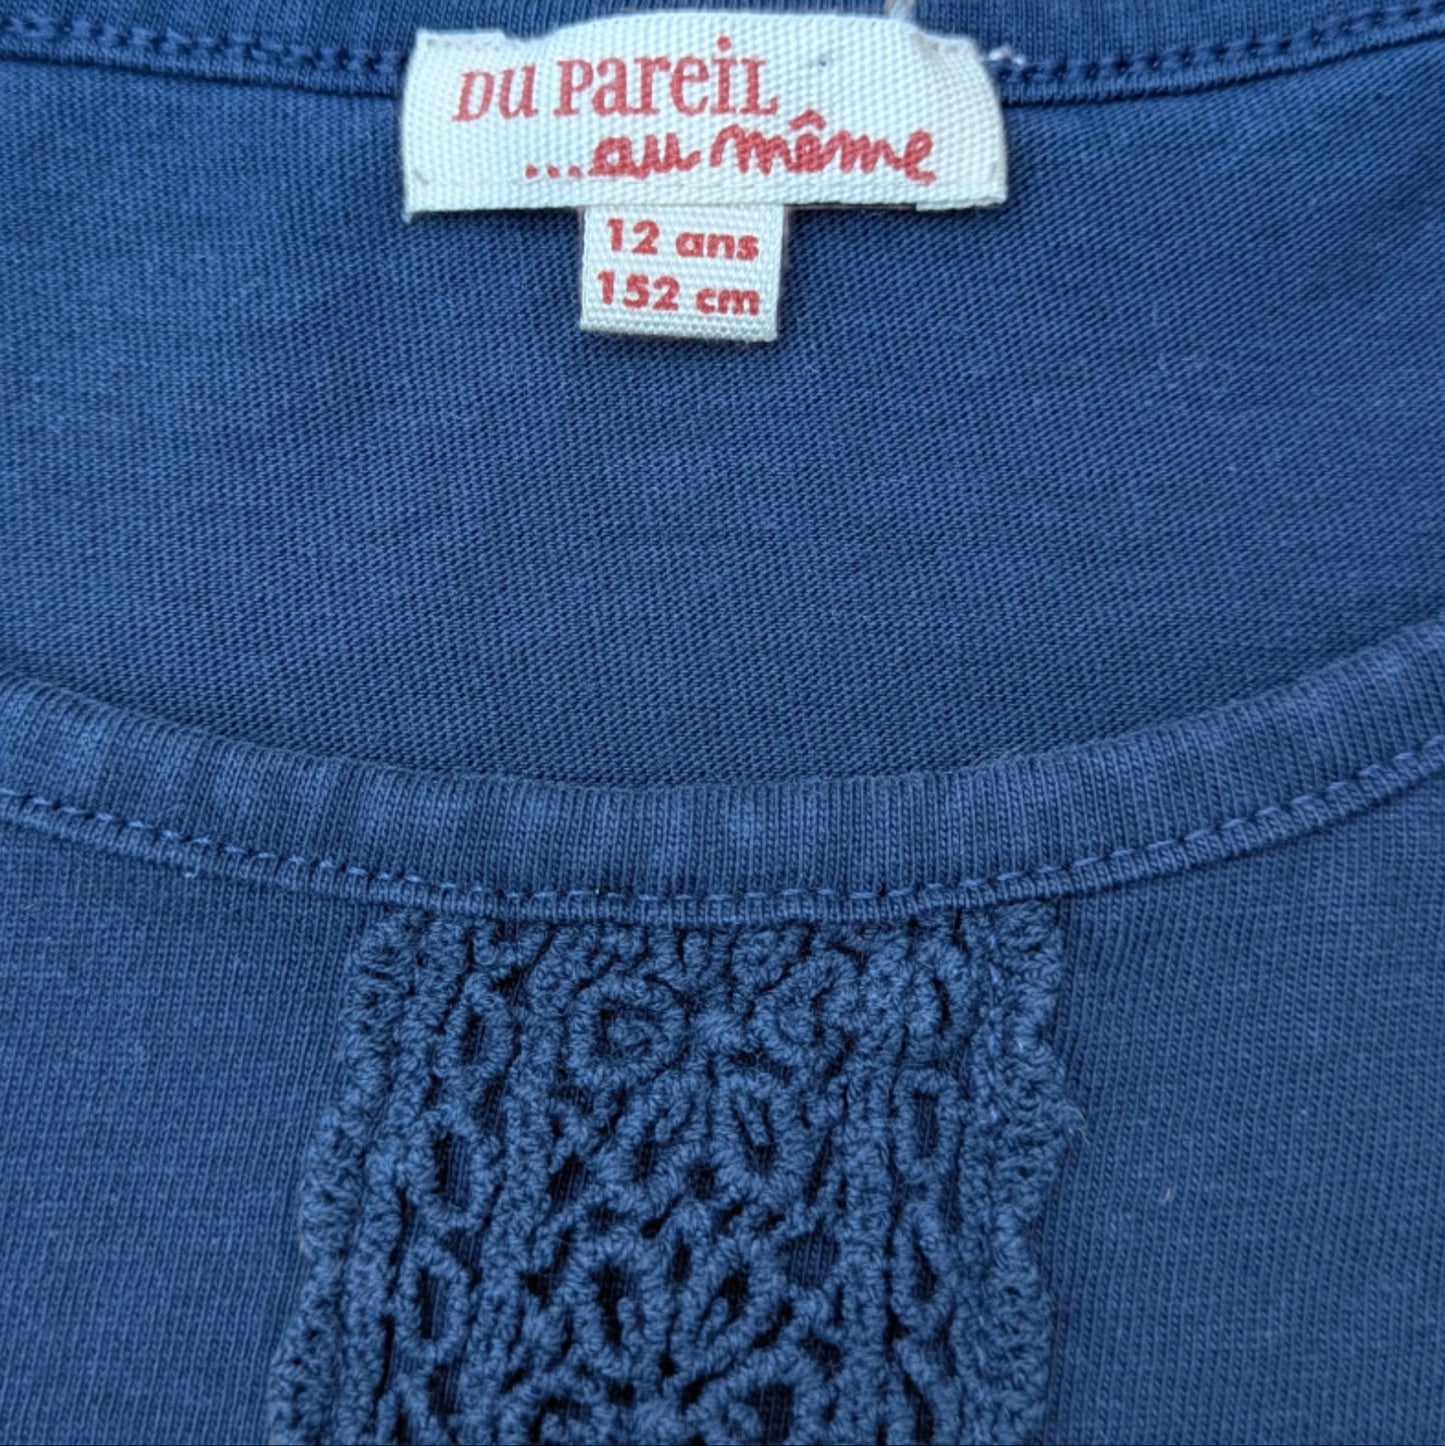 DU PareiL
...au même
12 ans
152 cm